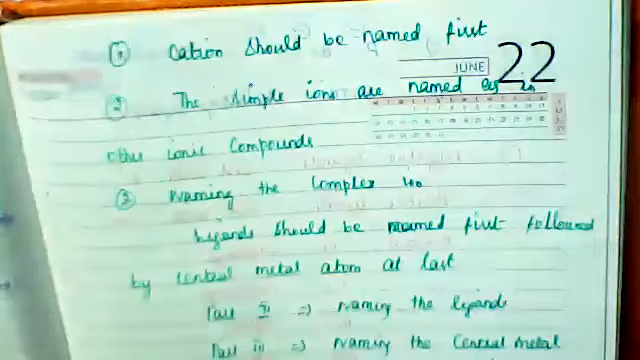 ① Cation should be named first
JUNE 22
② The simple ions are named as in
other ionic Compounds
③ Naming the Complex
Ligands should be named first followed
by central metal atom at last
Part II => Naming the ligands
Part III => Naming the Central metal